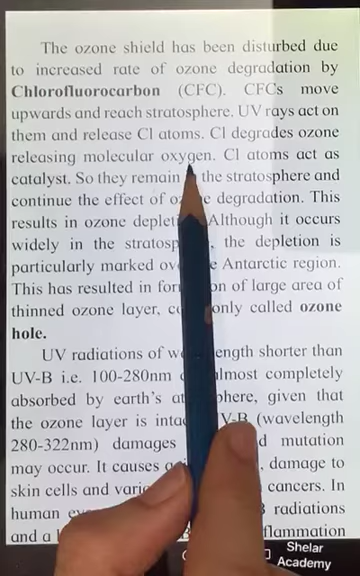 The ozone shield has been disturbed due
to increased rate of ozone degradation by
Chlorofluorocarbon (CFC). CFCs move
upwards and reach stratosphere. UV rays act on
them and release Cl atoms. Cl degrades ozone
releasing molecular oxygen. Cl atoms act as
catalyst. So they remain the stratosphere and
continue the effect of degradation. This
results in ozone Although it occurs
widely in the the depletion is
particularly marked Antarctic region.
This has resulted in of large area of
thinned ozone layer, only called ozone
hole.
UV radiations of shorter than
UV-B i.e. 100-280nm almost completely
absorbed by earth's given that
the ozone layer is (wavelength
280-322nm) damages mutation
may occur. It causes damage to
skin cells and cancers. In
human radiations
and a
Shelar
Academy